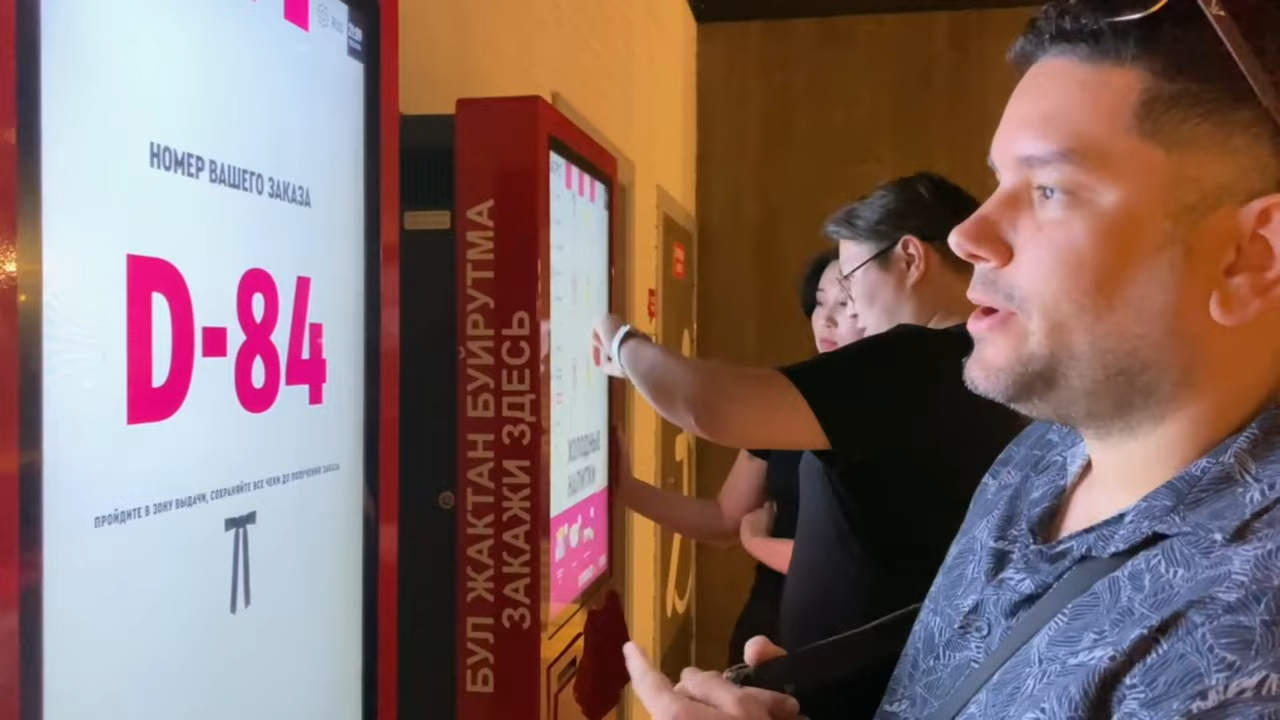 НОМЕР ВАШЕГО ЗАКАЗА
D-84
ПРОЙДИТЕ В ЗОНУ ВЫДАЧИ, СОХРАНЯЙТЕ ВСЕ ЧЕКИ ДО ПОЛУЧЕНИЯ ЗАКАЗА
БУЛ ЖАКТАН БУЙРУТМА
ЗАКАЖИ ЗДЕСЬ
ХОЛОДНЫЕ
НАПИТКИ